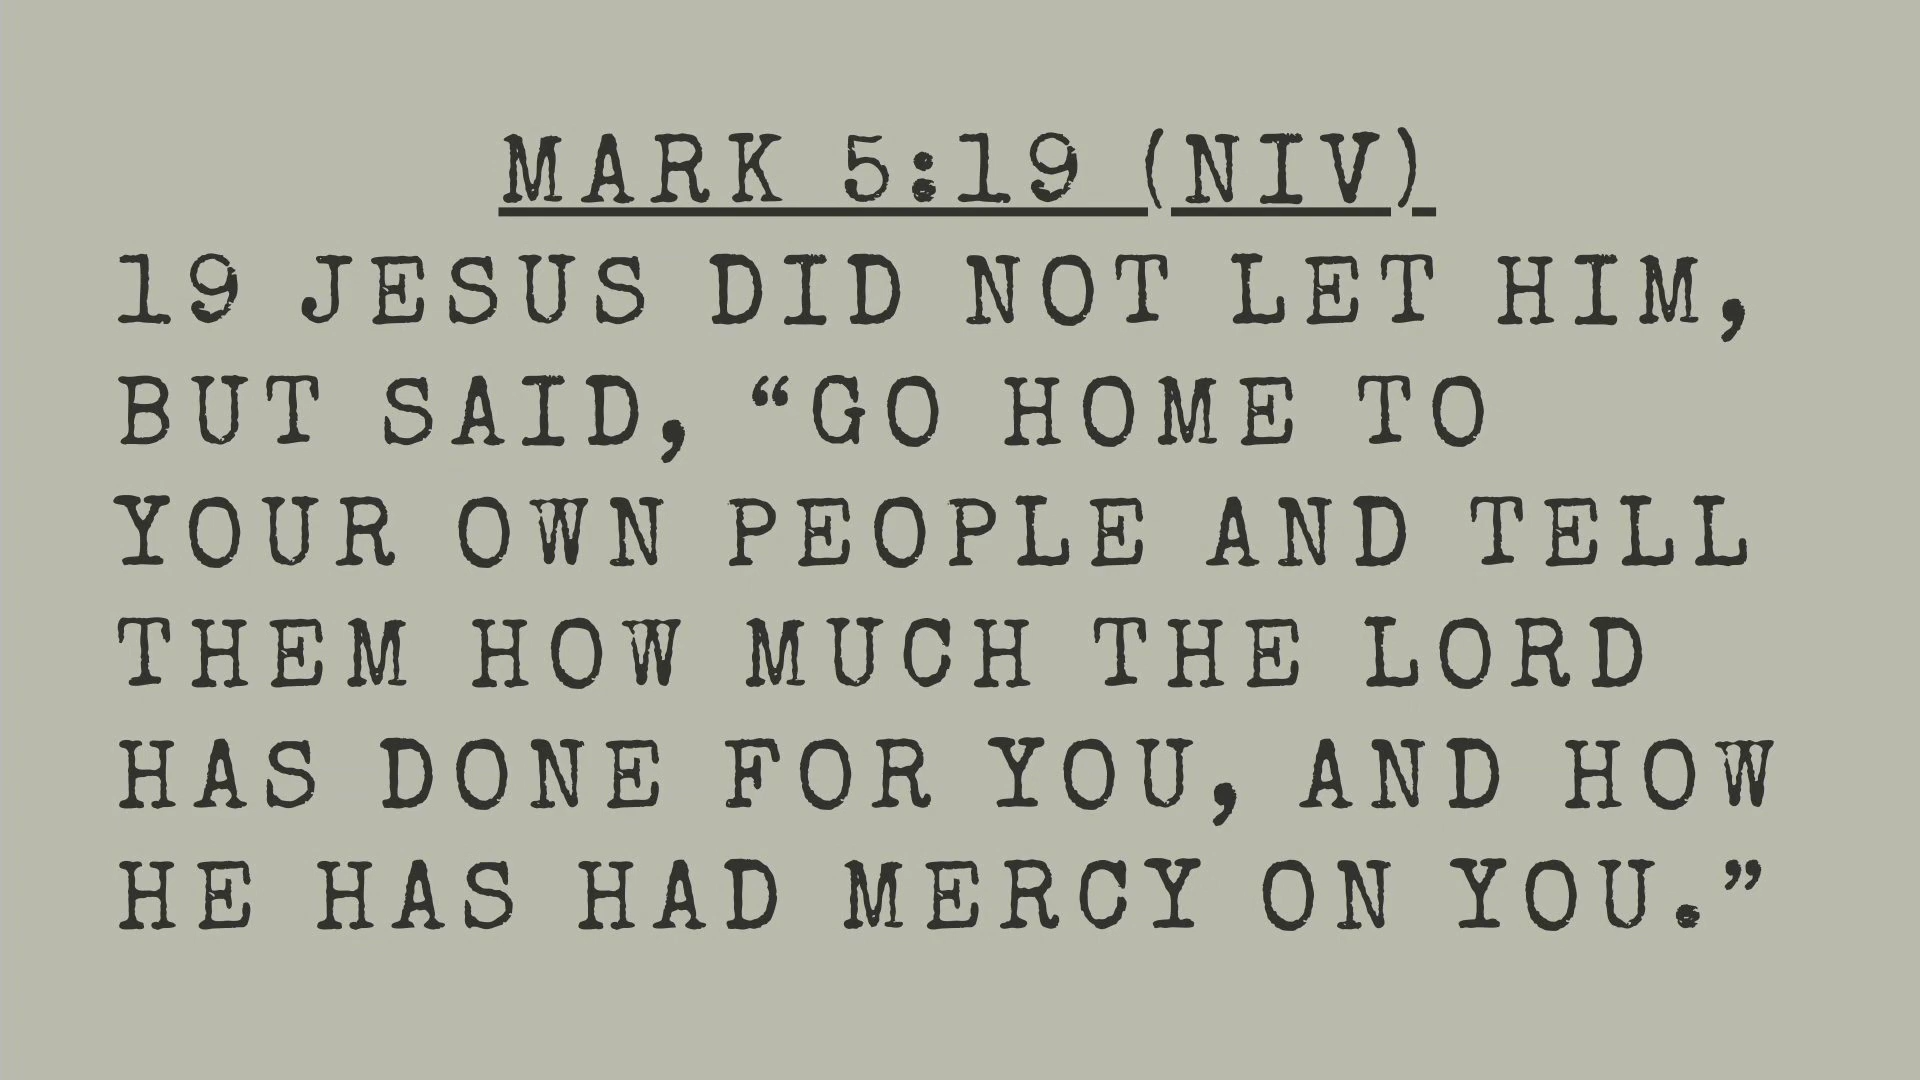 MARK 5:19 (NIV)
19 JESUS DID NOT LET HIM,
BUT SAID, “GO HOME TO
YOUR OWN PEOPLE AND TELL
THEM HOW MUCH THE LORD
HAS DONE FOR YOU, AND HOW
HE HAS HAD MERCY ON YOU.”